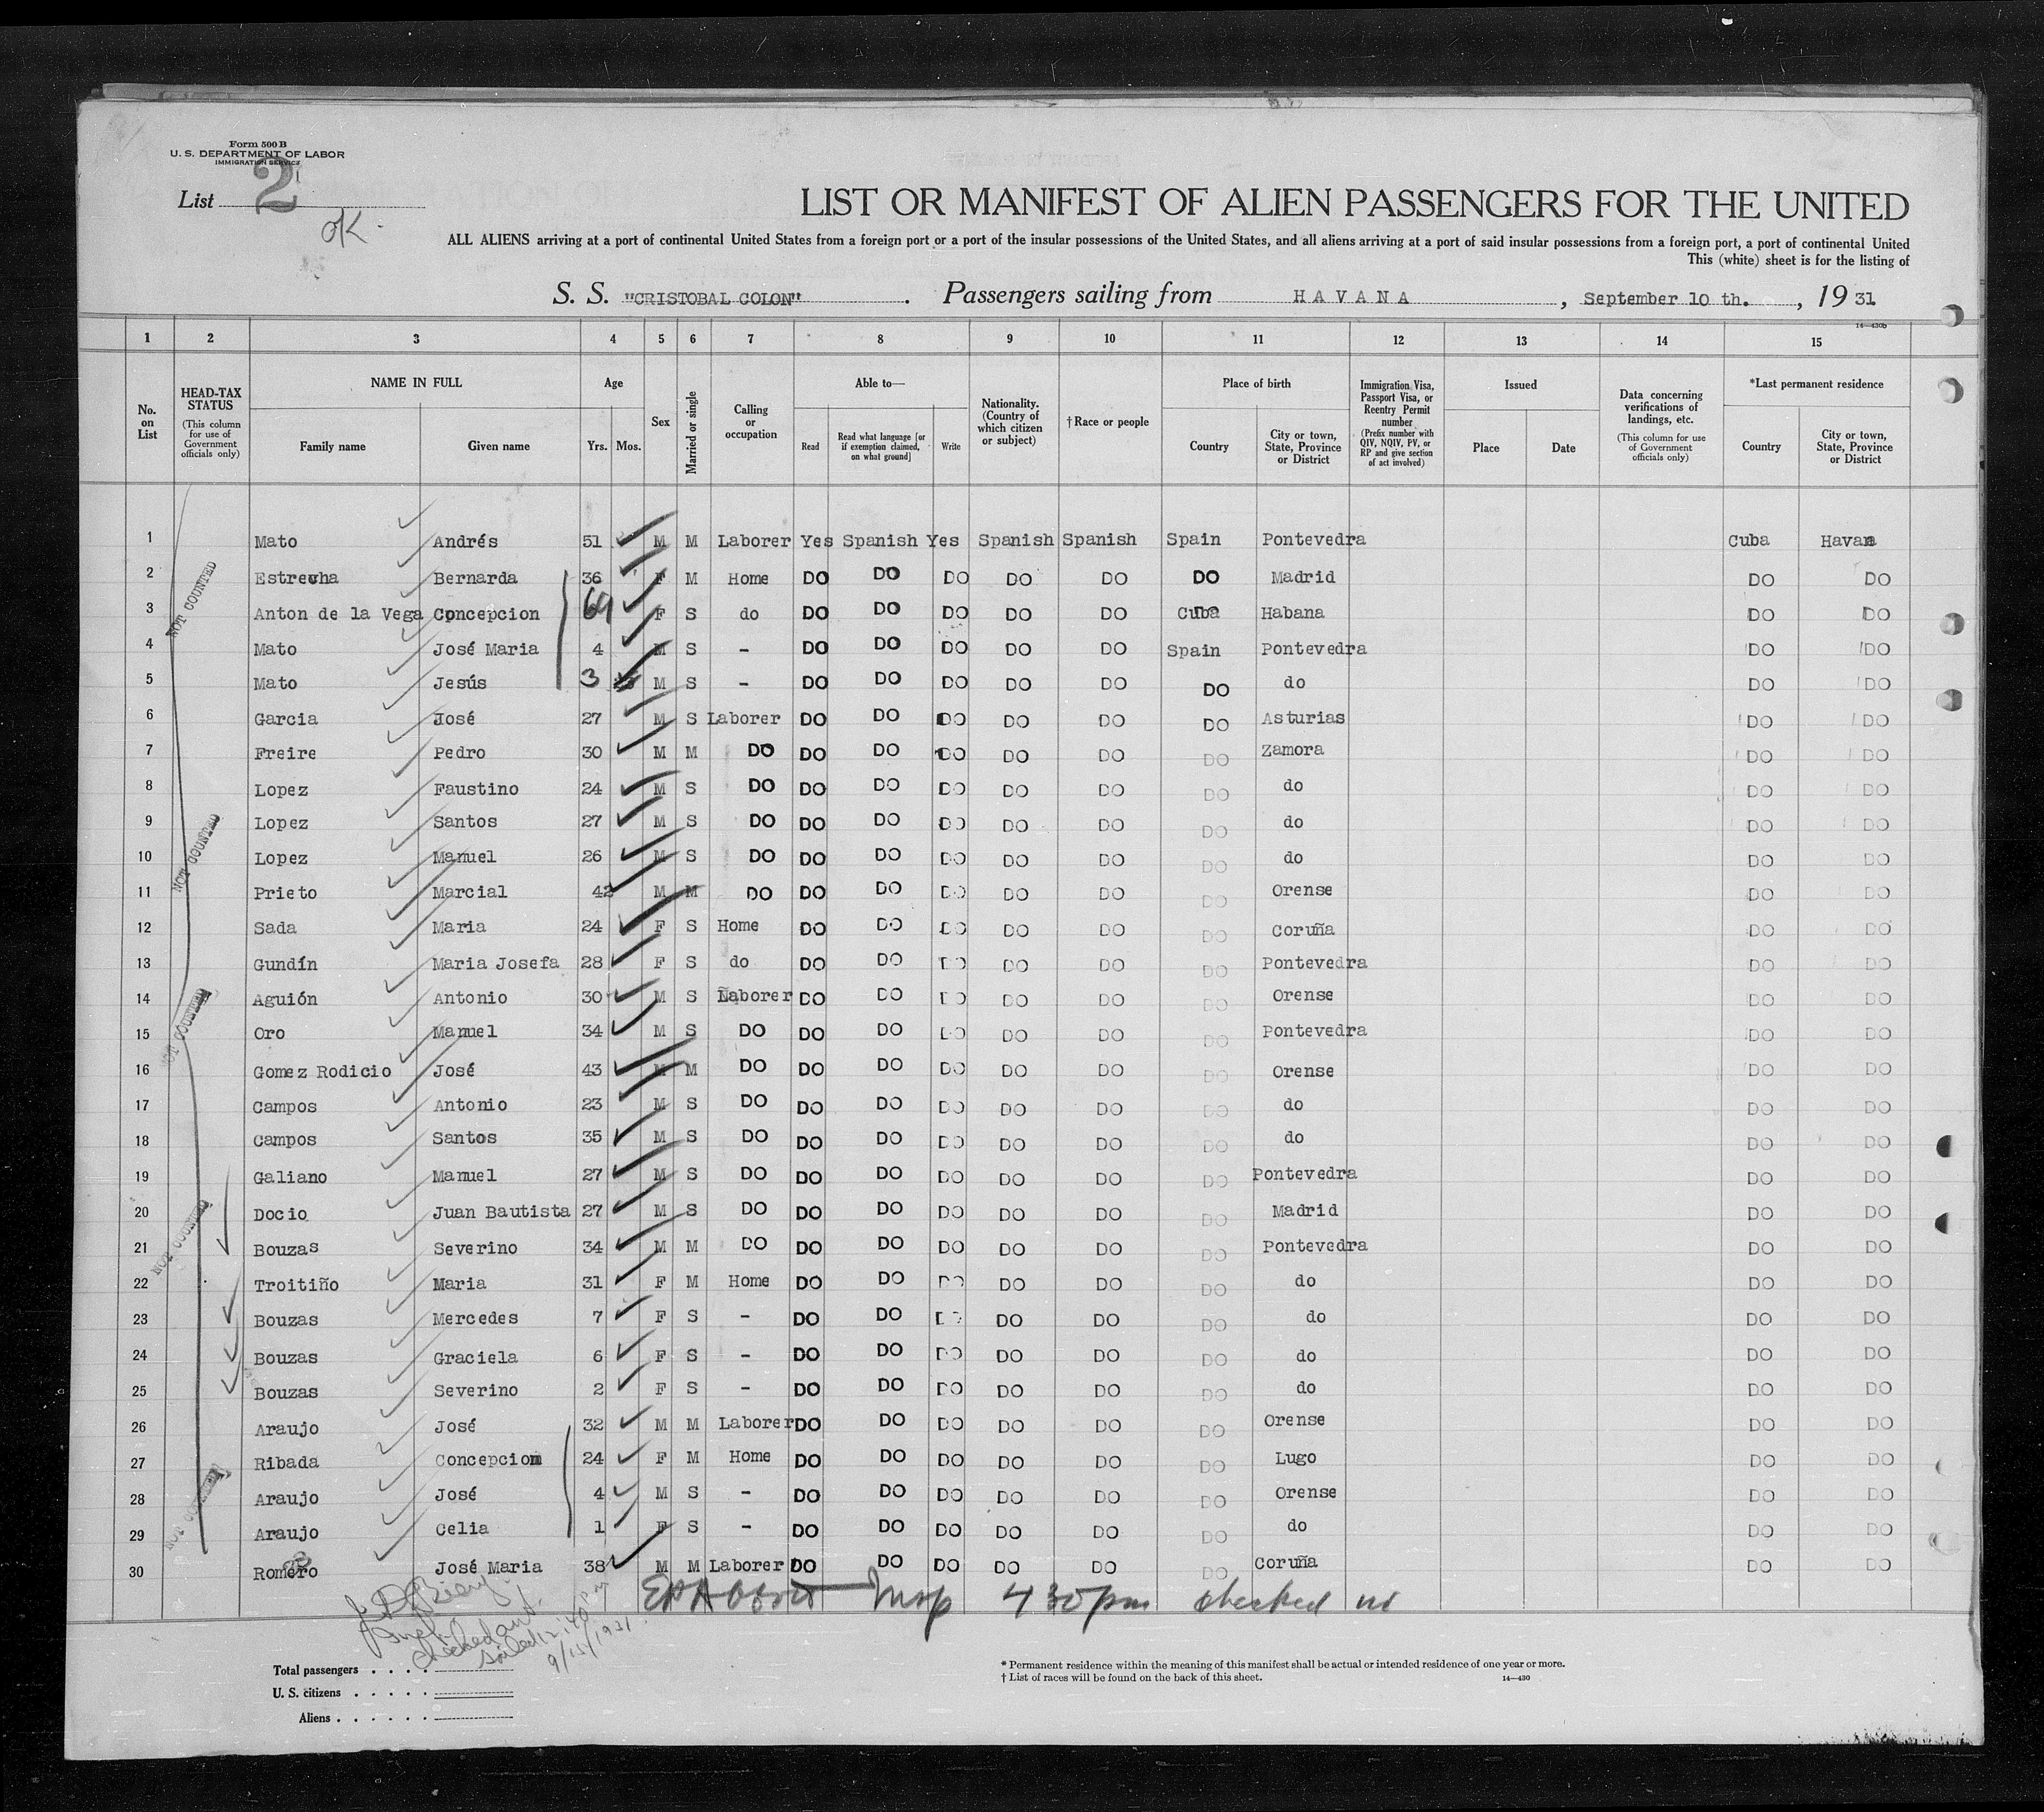 Form 500 B
U. S. DEPARTMENT OF LABOR
IMMIGRATION SERVICE
List 2
OK
LIST OR MANIFEST OF ALIEN PASSENGERS FOR THE UNITED
ALL ALIENS arriving at a port of continental United States from a foreign port or a port of the insular possessions of the United States, and all aliens arriving at a port of said insular possessions from a foreign port, a port of continental United
This (white) sheet is for the listing of
S. S. "CRISTOBAL COLON". Passengers sailing from HAVANA, September 10 th., 19 31
14—430b
1 2 3 4 5 6 7 8 9 10 11 12 13 14 15
No. on List
HEAD-TAX STATUS (This column for use of Government officials only)
NAME IN FULL Family name Given name
Age Yrs. Mos.
Sex
Married or single
Calling or occupation
Able to— Read Read what language [or if exemption claimed, on what ground] Write
Nationality. (Country of which citizen or subject)
† Race or people
Place of birth Country City or town, State, Province or District
Immigration Visa, Passport Visa, or Reentry Permit number (Prefix number with QIV, NQIV, PV, or RP and give section of act involved)
Issued Place Date
Data concerning verifications of landings, etc. (This column for use of Government officials only)
*Last permanent residence Country City or town, State, Province or District
1 Mato Andrés 51 M M Laborer Yes Spanish Yes Spanish Spanish Spain Pontevedra Cuba Havana
2 Estrecha Bernarda 36 F M Home DO DO DO DO DO DO Madrid DO DO
3 Anton de la Vega Concepcion 69 F S do DO DO DO DO DO Cuba Habana DO DO
4 Mato José Maria 4 M S - DO DO DO DO DO Spain Pontevedra DO DO
5 Mato Jesús 3 M S - DO DO DO DO DO DO do DO DO
6 Garcia José 27 M S Laborer DO DO DO DO DO DO Asturias DO DO
7 Freire Pedro 30 M M DO DO DO DO DO DO DO Zamora DO DO
8 Lopez Faustino 24 M S DO DO DO DO DO DO DO do DO DO
9 Lopez Santos 27 M S DO DO DO DO DO DO DO do DO DO
10 Lopez Manuel 26 M S DO DO DO DO DO DO DO do DO DO
11 Prieto Marcial 42 M M DO DO DO DO DO DO DO Orense DO DO
12 Sada Maria 24 F S Home DO DO DO DO DO DO Coruña DO DO
13 Gundín Maria Josefa 28 F S do DO DO DO DO DO DO Pontevedra DO DO
14 Aguión Antonio 30 M S Laborer DO DO DO DO DO DO Orense DO DO
15 Oro Manuel 34 M S DO DO DO DO DO DO DO Pontevedra DO DO
16 Gomez Rodicio José 43 M M DO DO DO DO DO DO DO Orense DO DO
17 Campos Antonio 23 M S DO DO DO DO DO DO DO do DO DO
18 Campos Santos 35 M S DO DO DO DO DO DO DO do DO DO
19 Galiano Manuel 27 M S DO DO DO DO DO DO DO Pontevedra DO DO
20 Docio Juan Bautista 27 M S DO DO DO DO DO DO DO Madrid DO DO
21 Bouzas Severino 34 M M DO DO DO DO DO DO DO Pontevedra DO DO
22 Troitiño Maria 31 F M Home DO DO DO DO DO DO do DO DO
23 Bouzas Mercedes 7 F S - DO DO DO DO DO DO do DO DO
24 Bouzas Graciela 6 F S - DO DO DO DO DO DO do DO DO
25 Bouzas Severino 2 F S - DO DO DO DO DO DO do DO DO
26 Araujo José 32 M M Laborer DO DO DO DO DO DO Orense DO DO
27 Ribada Concepcion 24 F M Home DO DO DO DO DO DO Lugo DO DO
28 Araujo José 4 M S - DO DO DO DO DO DO Orense DO DO
29 Araujo Celia 1 F S - DO DO DO DO DO DO do DO DO
30 Romero José Maria 38 M M Laborer DO DO DO DO DO DO Coruña DO DO
NOT COUNTED
NOT COUNTED
NOT COUNTED
NOT COUNTED
NOT COUNTED
Insp 4 30 pm checked in
checked out
sailed 12:40 pm
9/15/1931
Total passengers
U. S. citizens
Aliens
* Permanent residence within the meaning of this manifest shall be actual or intended residence of one year or more.
† List of races will be found on the back of this sheet.
14—430